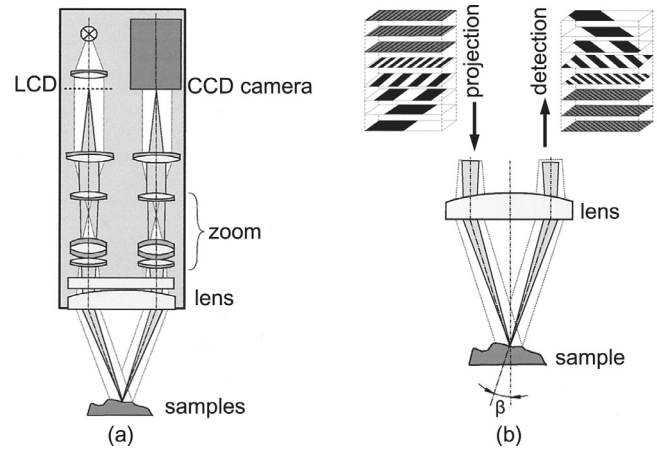 LCD
CCD camera
zoom
lens
samples
(a)
projection
detection
lens
sample
β
(b)